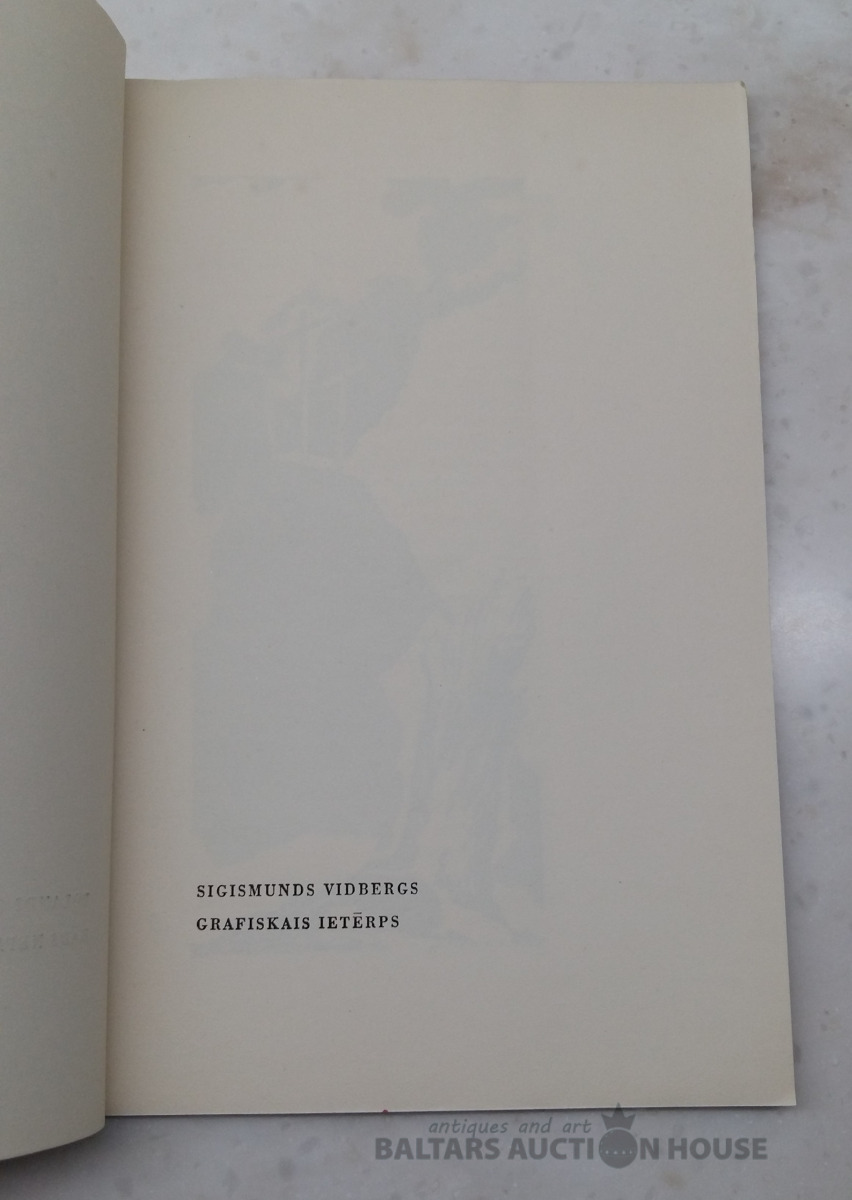 SIGISMUNDS VIDBERGS
GRAFISKAIS IETĒRPS
antiques and art
BALTARS AUCTION HOUSE